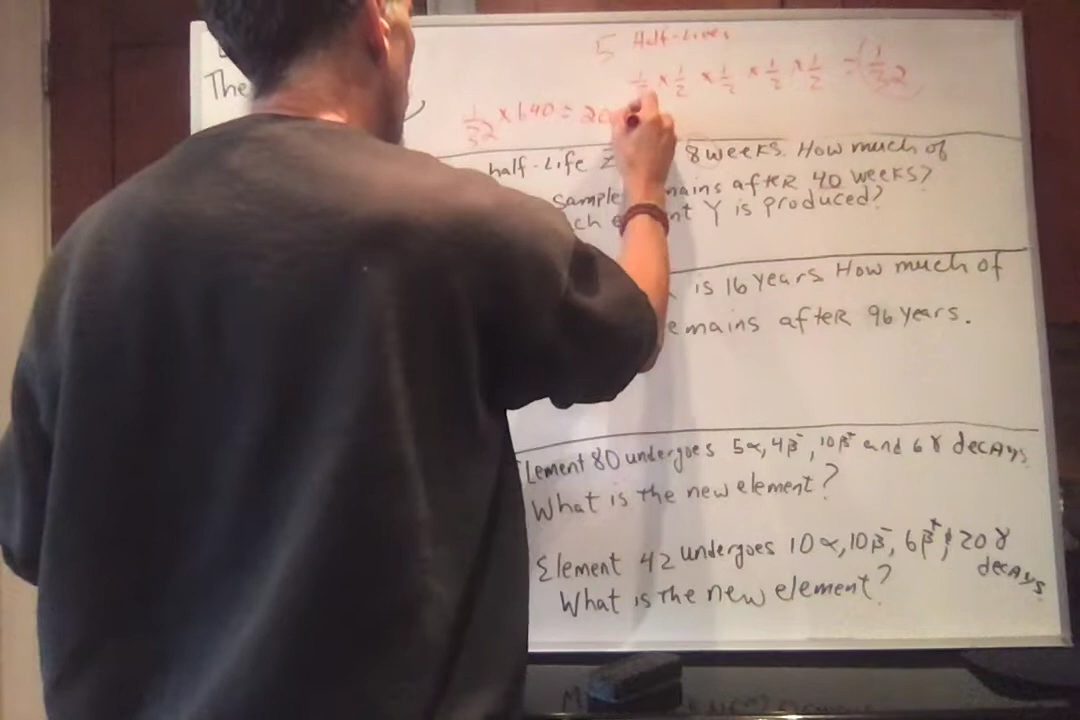 The
5 Half-Lives
1/2 x 1/2 x 1/2 x 1/2 x 1/2 = 1/32
1/32 x 640 = 20
half-Life 8 weeks. How much of
Sample mains after 40 weeks?
ch nt Y is produced?
is 16 years How much of
emains after 96 years.
Lement 80 undergoes 5α, 4β⁻, 10β⁺ and 6γ decays
What is the new element?
Element 42 undergoes 10α, 10β⁻, 6β⁺, & 20γ
decays
What is the new element?